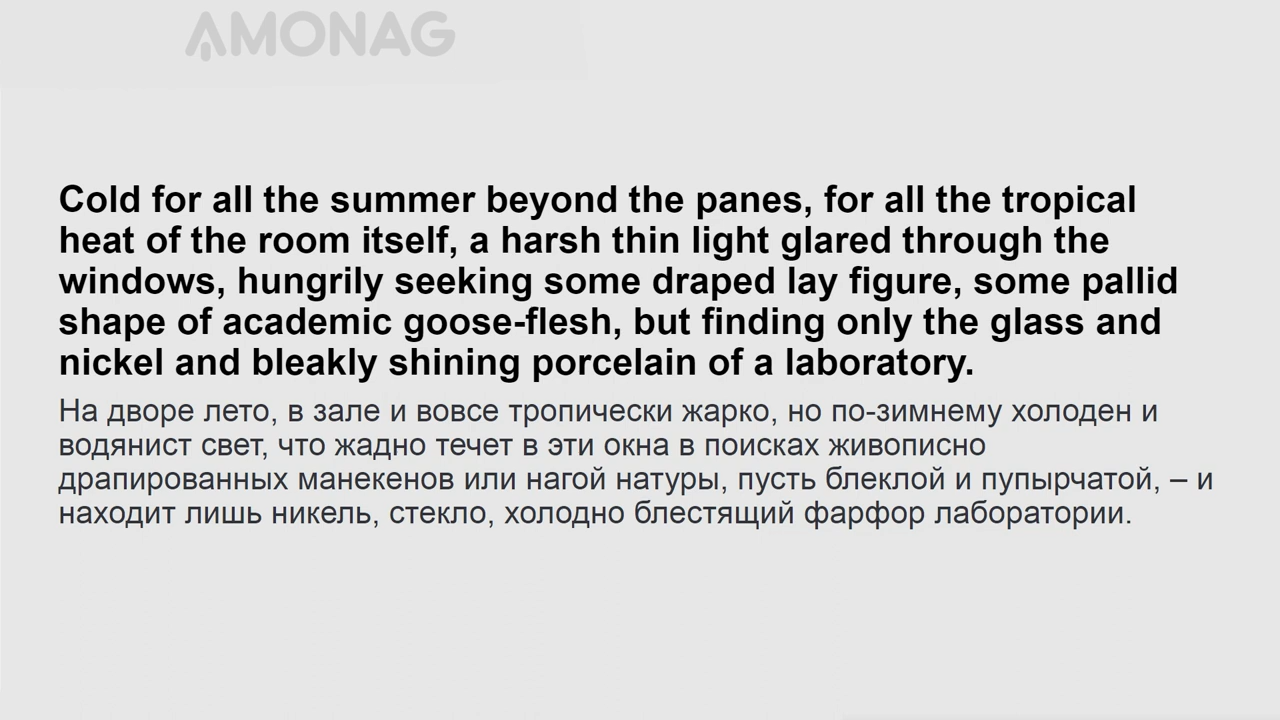 AMONAG
Cold for all the summer beyond the panes, for all the tropical
heat of the room itself, a harsh thin light glared through the
windows, hungrily seeking some draped lay figure, some pallid
shape of academic goose-flesh, but finding only the glass and
nickel and bleakly shining porcelain of a laboratory.
На дворе лето, в зале и вовсе тропически жарко, но по-зимнему холоден и
водянист свет, что жадно течет в эти окна в поисках живописно
драпированных манекенов или нагой натуры, пусть блеклой и пупырчатой, – и
находит лишь никель, стекло, холодно блестящий фарфор лаборатории.